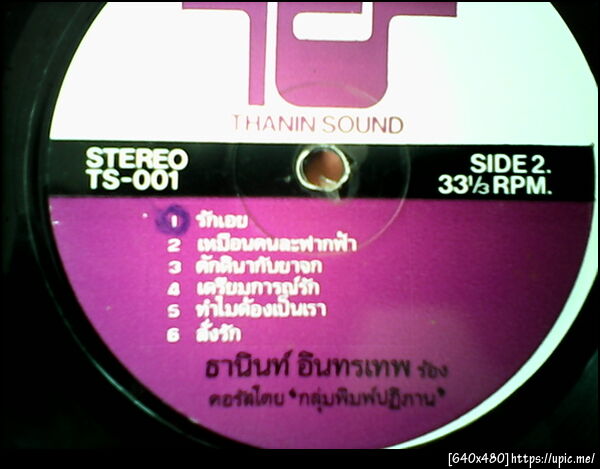 THANIN SOUND
STEREO
TS-001
SIDE 2.
33 1/3 RPM.
1 รักเอย
2 เหมือนคนละฟากฟ้า
3 ศักดินากับยาจก
4 เตรียมการณ์รัก
5 ทำไมต้องเป็นเรา
6 สั่งรัก
ธานินทร์ อินทรเทพ ร้อง
คอรัสโดย "กลุ่มพิมพ์ปฏิภาณ"
[640x480]https://upic.me/